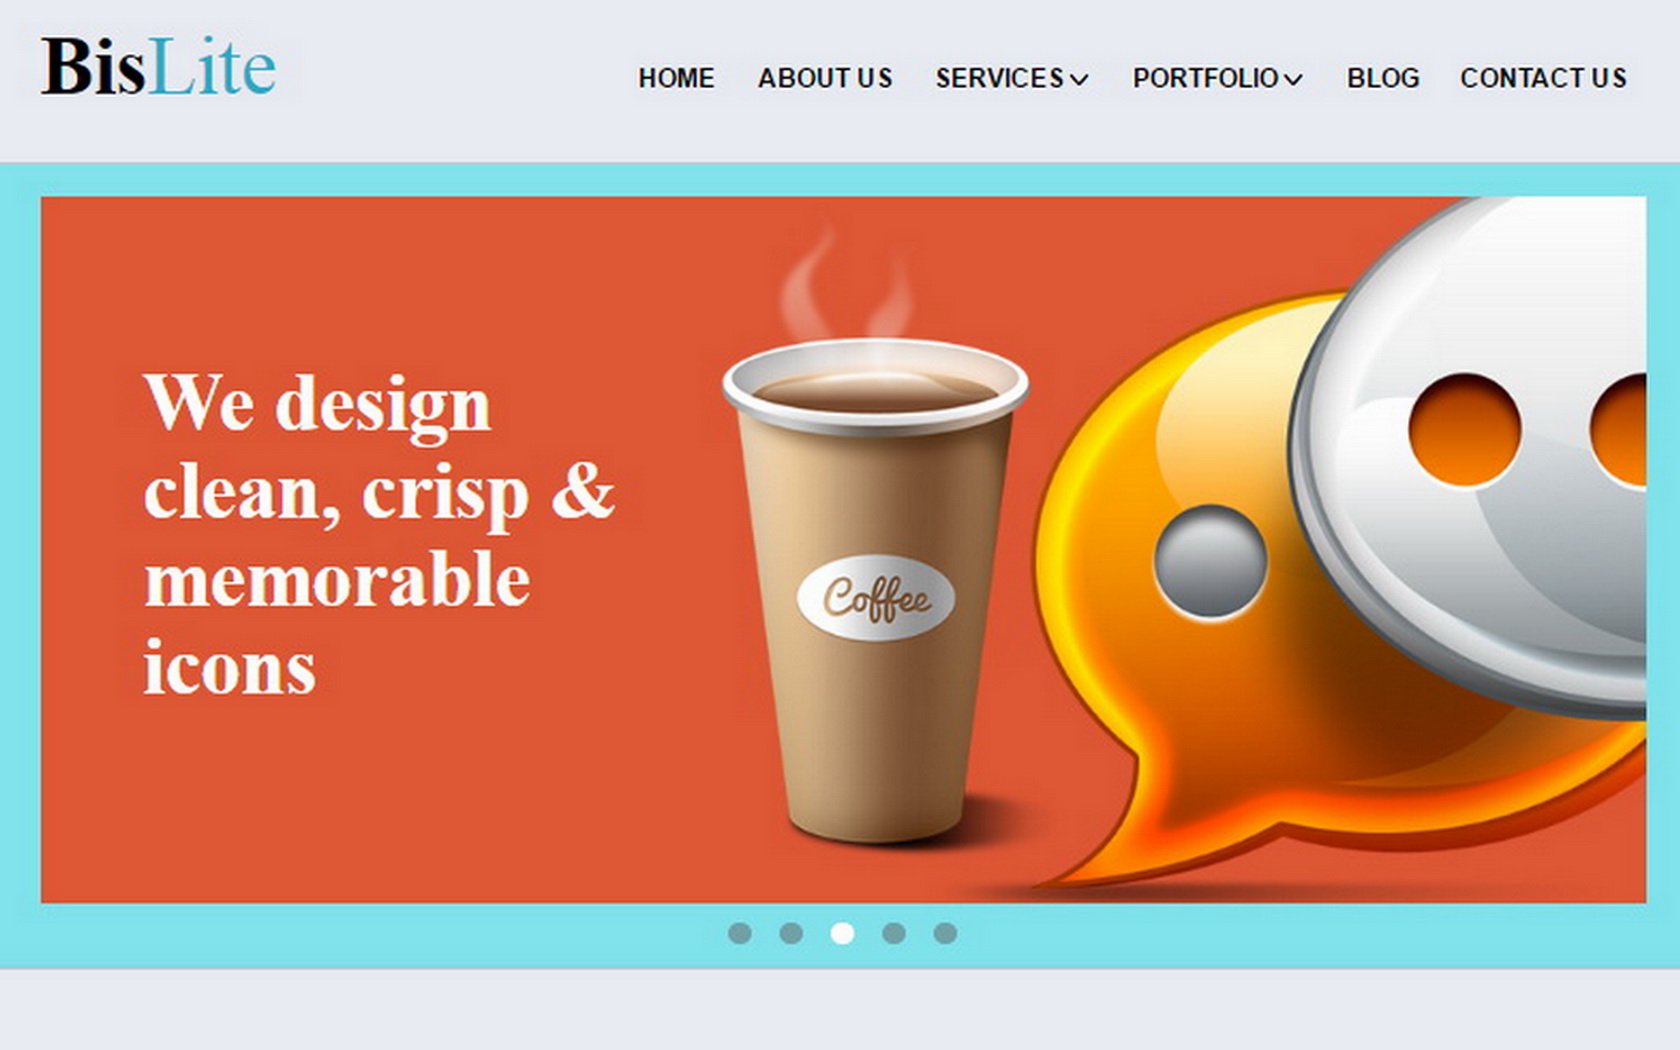 BisLite
HOME ABOUT US SERVICES PORTFOLIO BLOG CONTACT US
We design
clean, crisp &
memorable
icons
Coffee